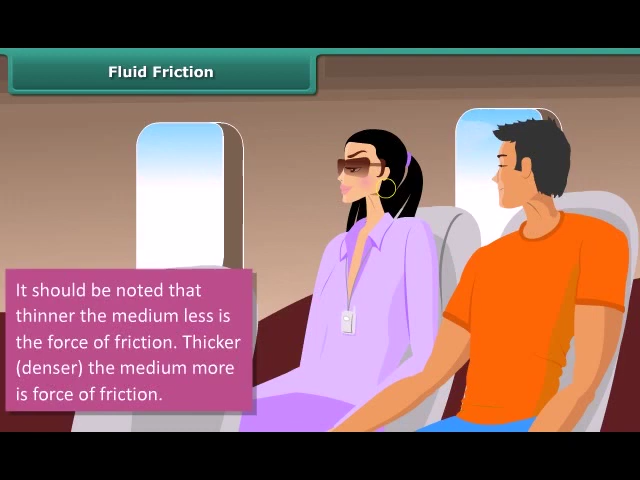 Fluid Friction
It should be noted that
thinner the medium less is
the force of friction. Thicker
(denser) the medium more
is force of friction.